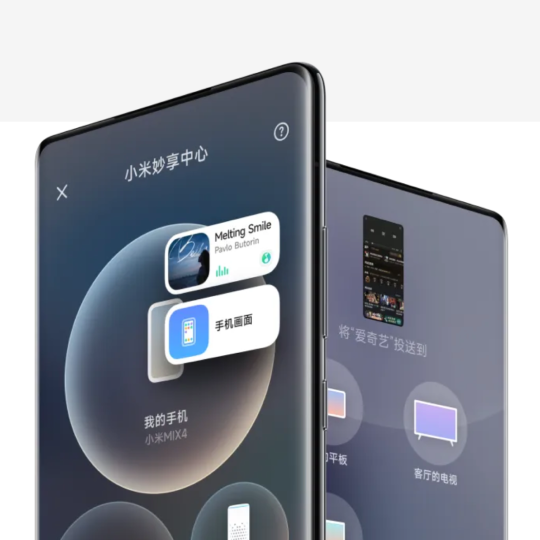 小米妙享中心
Melting Smile
Pavlo Butorin
手机画面
我的手机
小米MIX4
将“爱奇艺”投送到
的平板
客厅的电视